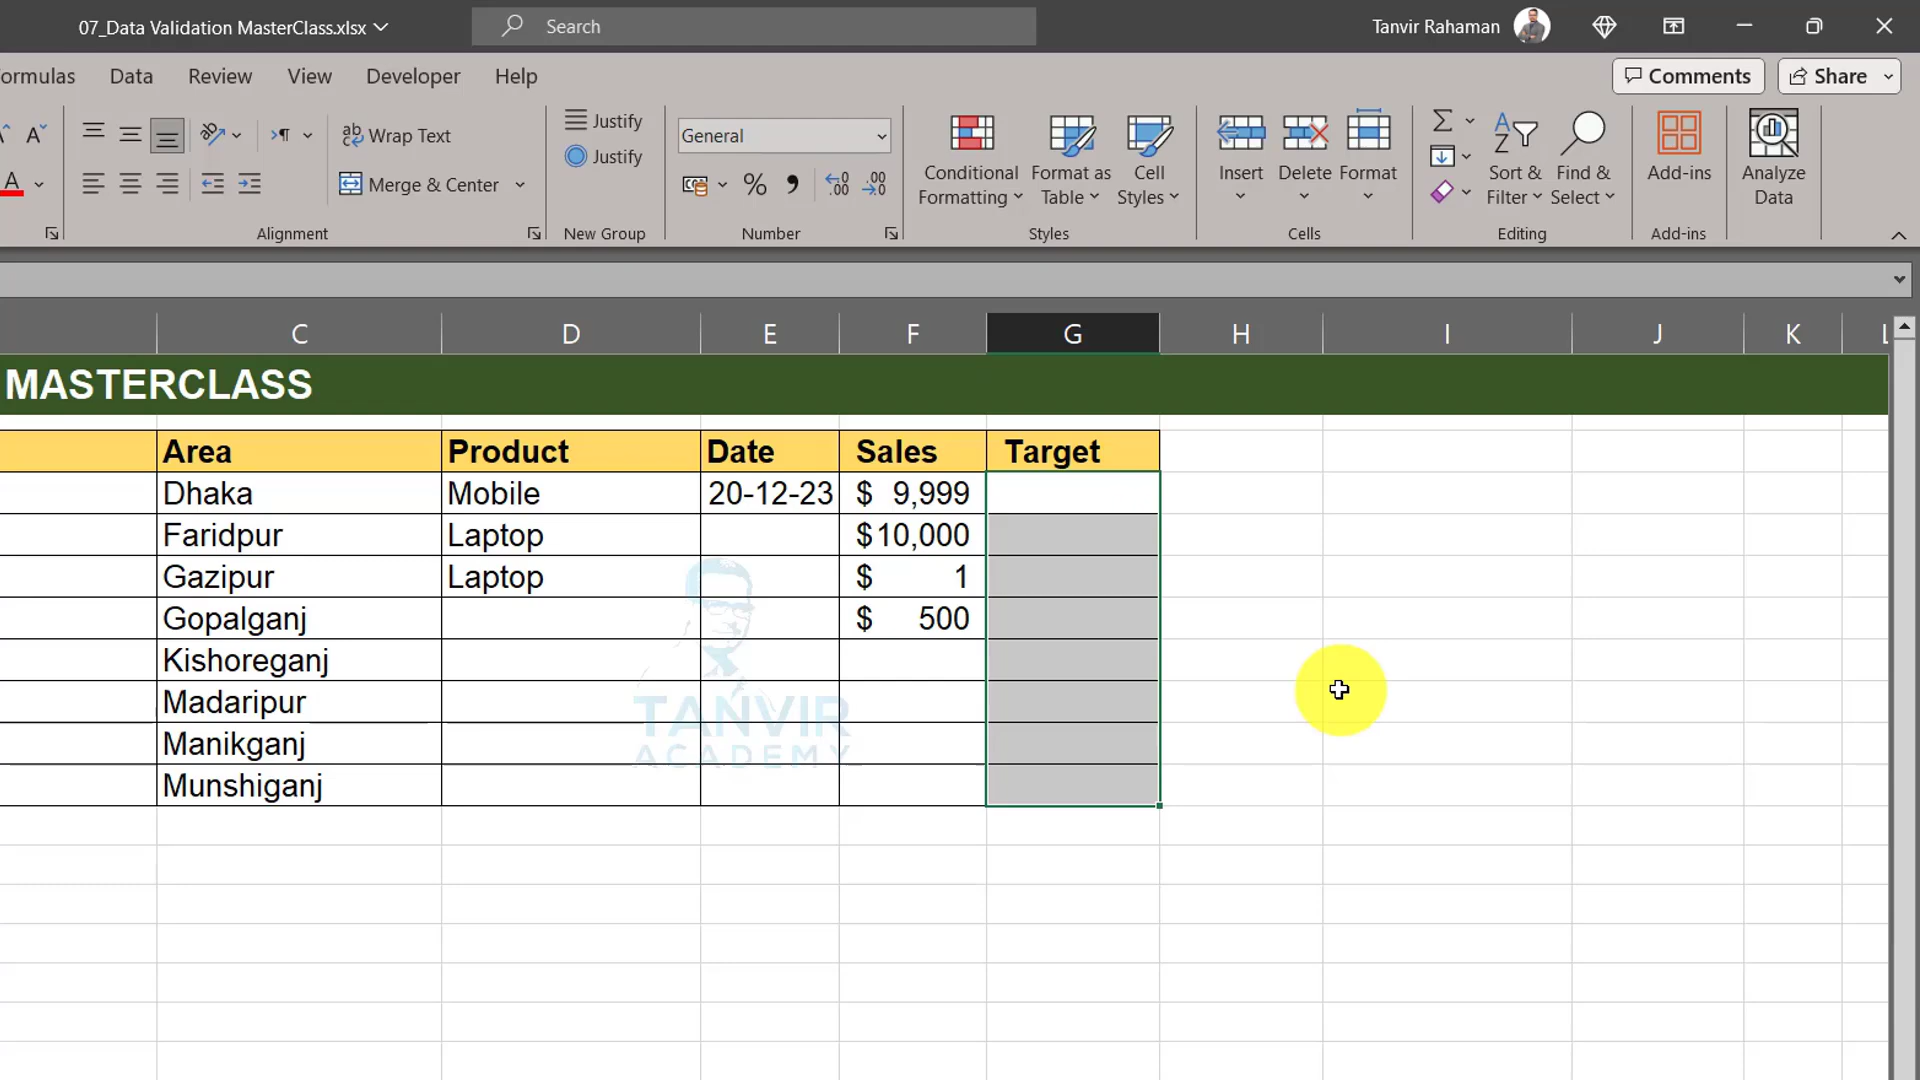 07_Data Validation MasterClass.xlsx
Search
Tanvir Rahaman
ormulas Data Review View Developer Help
Comments Share
Wrap Text
Merge & Center
Alignment
Justify
Justify
New Group
General
Number
Conditional Formatting
Format as Table
Cell Styles
Styles
Insert
Delete
Format
Cells
Sort & Filter
Find & Select
Editing
Add-ins
Add-ins
Analyze Data
C D E F G H I J K L
MASTERCLASS
Area Product Date Sales Target
Dhaka Mobile 20-12-23 $ 9,999
Faridpur Laptop $10,000
Gazipur Laptop $ 1
Gopalganj $ 500
Kishoreganj
Madaripur
Manikganj
Munshiganj
TANVIR
ACADEMY